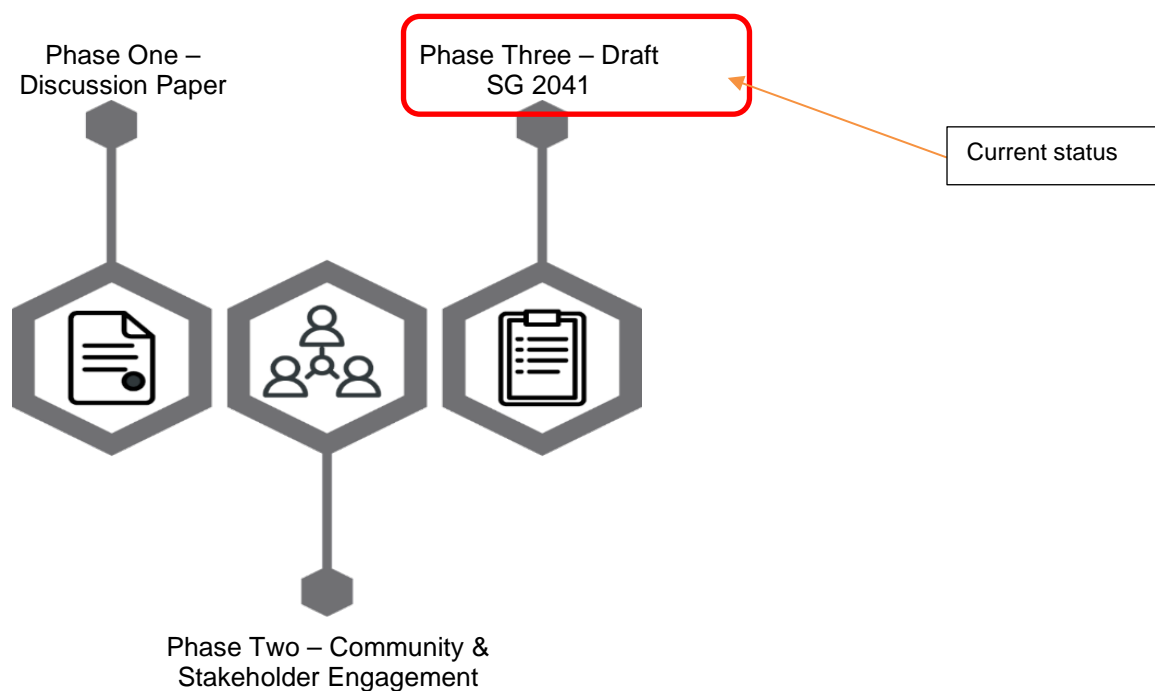 Phase One –
Discussion Paper
Phase Three – Draft
SG 2041
Current status
Phase Two – Community &
Stakeholder Engagement